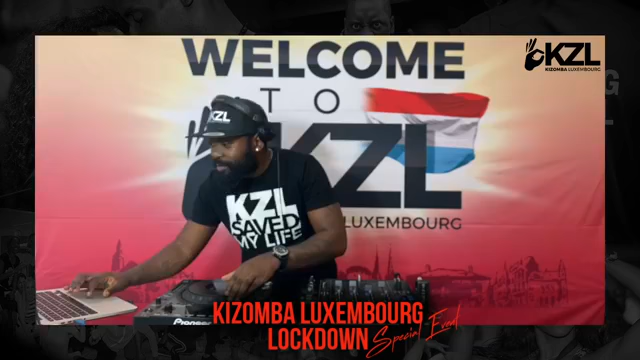 WELCOME
TO
KZL
KIZOMBA LUXEMBOURG
KZL
LUXEMBOURG
KZL
KZL
SAVED
MY LIFE
Pioneer
KIZOMBA LUXEMBOURG
LOCKDOWN Special Event